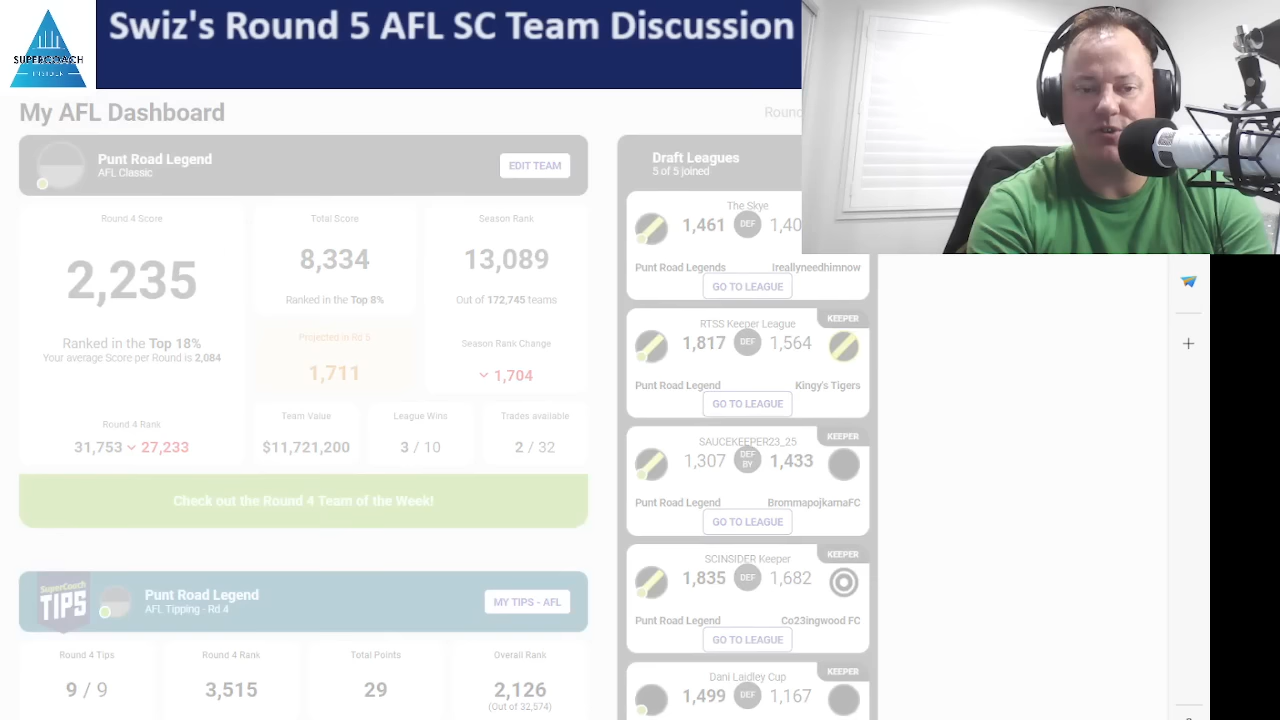 SUPERCOACH
INSIDER
Swiz's Round 5 AFL SC Team Discussion
My AFL Dashboard
Punt Road Legend
AFL Classic
EDIT TEAM
Round 4 Score
2,235
Ranked in the Top 18%
Your average Score per Round is 2,084
Round 4 Rank
31,753 27,233
Total Score
8,334
Ranked in the Top 8%
Season Rank
13,089
Out of 172,745 teams
Projected in Rd 5
1,711
Season Rank Change
1,704
Team Value
$11,721,200
League Wins
3 / 10
Trades available
2 / 32
Check out the Round 4 Team of the Week!
SuperCoach
TIPS
Punt Road Legend
AFL Tipping - Rd 4
MY TIPS - AFL
Round 4 Tips
9 / 9
Round 4 Rank
3,515
Total Points
29
Overall Rank
2,126
(Out of 32,574)
Draft Leagues
5 of 5 joined
The Skye
1,461 DEF
Punt Road Legends Ireallyneedhimnow
GO TO LEAGUE
KEEPER
RTSS Keeper League
1,817 DEF 1,564
Punt Road Legend Kingy's Tigers
GO TO LEAGUE
KEEPER
SAUCEKEEPER23_25
1,307 DEF BY 1,433
Punt Road Legend BrommapojkarnaFC
GO TO LEAGUE
KEEPER
SCINSIDER Keeper
1,835 DEF 1,682
Punt Road Legend Co23ingwood FC
GO TO LEAGUE
KEEPER
Dani Laidley Cup
1,499 DEF 1,167